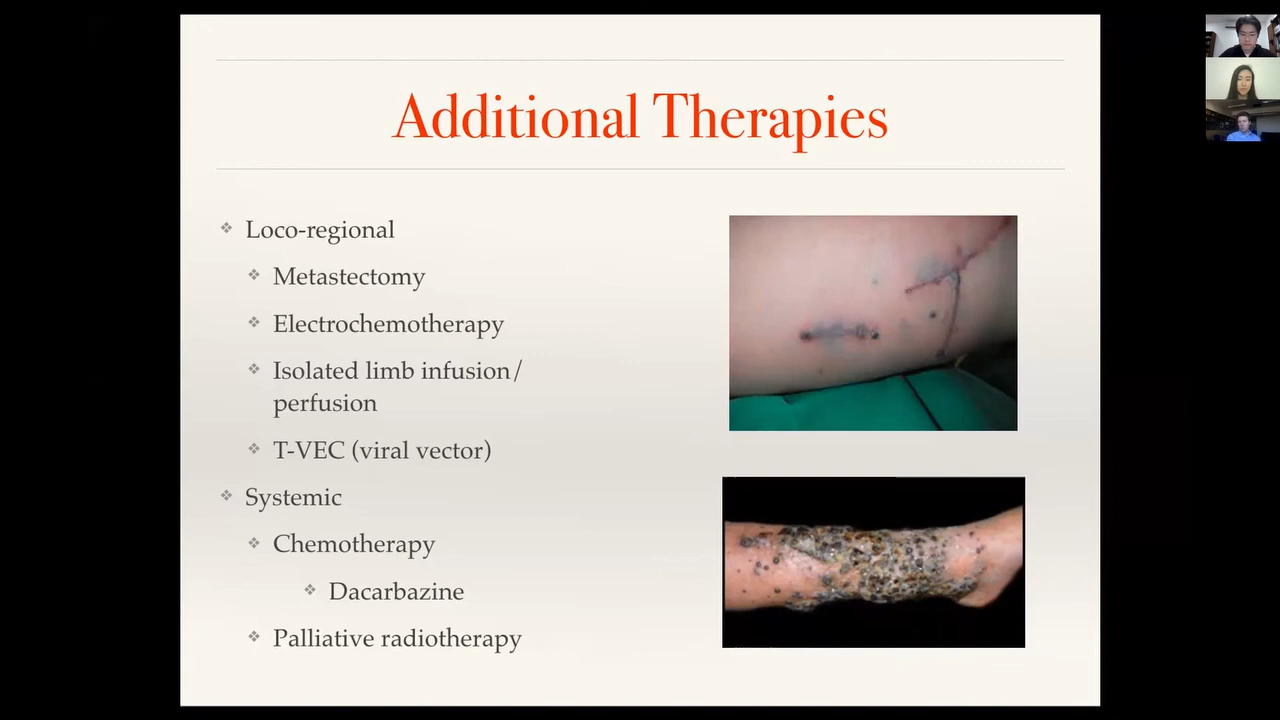 Additional Therapies
Loco-regional
Metastectomy
Electrochemotherapy
Isolated limb infusion/
perfusion
T-VEC (viral vector)
Systemic
Chemotherapy
Dacarbazine
Palliative radiotherapy